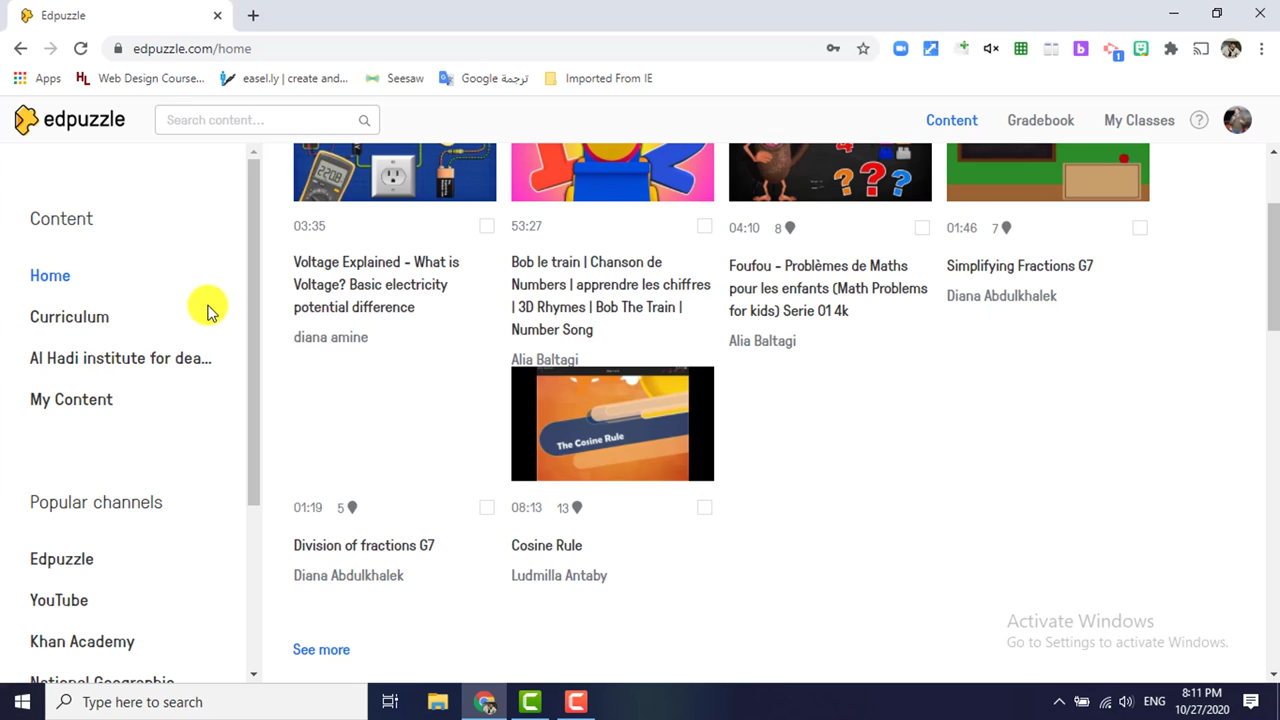 Edpuzzle
edpuzzle.com/home
1
Apps
HL Web Design Course...
easel.ly | create and...
Seesaw
ترجمة Google
Imported From IE
edpuzzle
Search content...
Content
Gradebook
My Classes
?
Content
Home
Curriculum
Al Hadi institute for dea...
My Content
Popular channels
Edpuzzle
YouTube
Khan Academy
National Geographic
03:35
Voltage Explained - What is
Voltage? Basic electricity
potential difference
diana amine
53:27
Bob le train | Chanson de
Numbers | apprendre les chiffres
| 3D Rhymes | Bob The Train |
Number Song
Alia Baltagi
4
? ? ?
04:10 8
Foufou - Problèmes de Maths
pour les enfants (Math Problems
for kids) Serie 01 4k
Alia Baltagi
01:46 7
Simplifying Fractions G7
Diana Abdulkhalek
01:19 5
Division of fractions G7
Diana Abdulkhalek
The Cosine Rule
08:13 13
Cosine Rule
Ludmilla Antaby
See more
Activate Windows
Go to Settings to activate Windows.
Type here to search
ENG
8:11 PM
10/27/2020